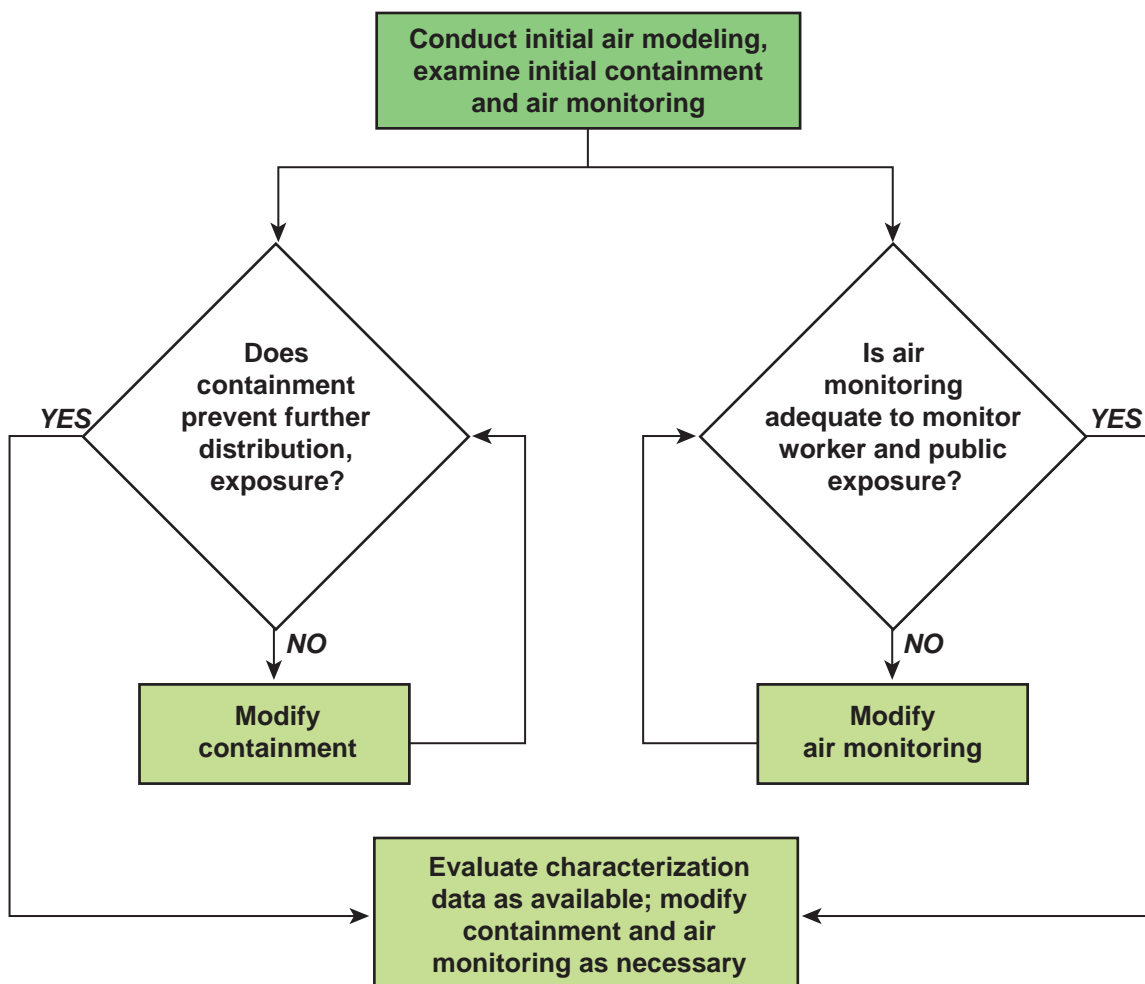 Conduct initial air modeling,
examine initial containment
and air monitoring
Does
containment
prevent further
distribution,
exposure?
YES
NO
Modify
containment
Is air
monitoring
adequate to monitor
worker and public
exposure?
YES
NO
Modify
air monitoring
Evaluate characterization
data as available; modify
containment and air
monitoring as necessary